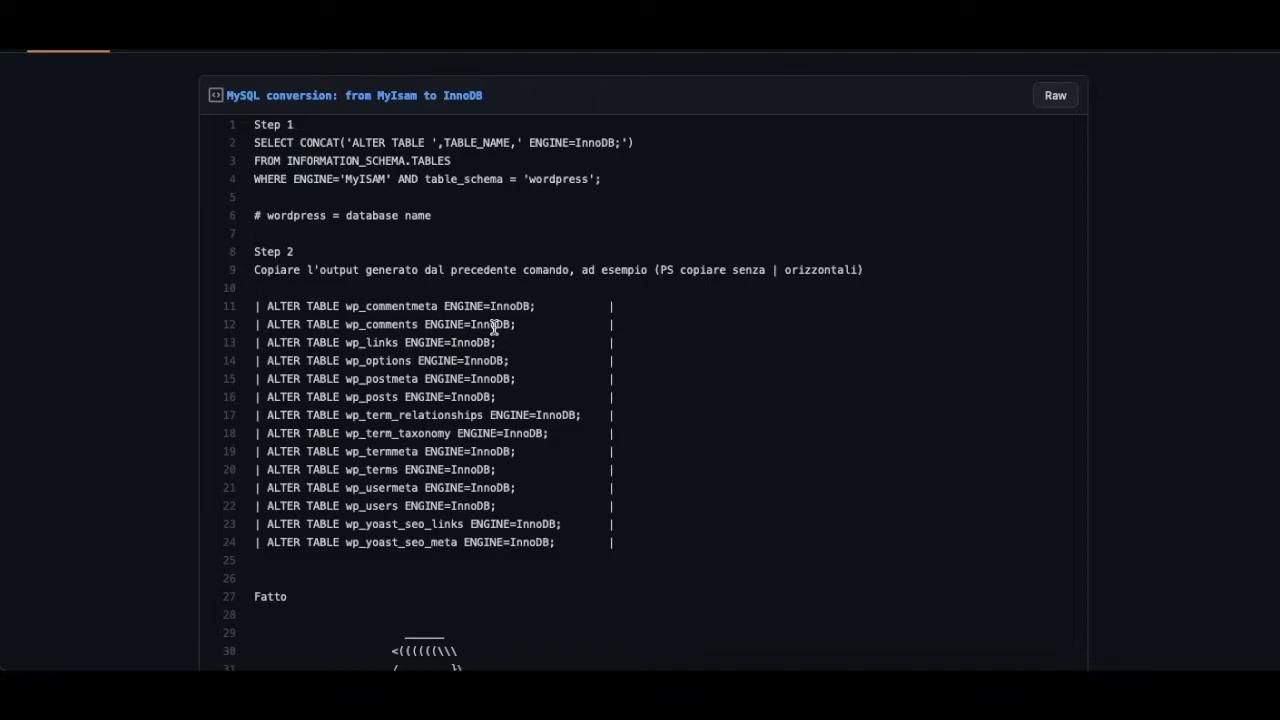 MySQL conversion: from MyIsam to InnoDB
Raw
1 Step 1
2 SELECT CONCAT('ALTER TABLE ',TABLE_NAME,' ENGINE=InnoDB;')
3 FROM INFORMATION_SCHEMA.TABLES
4 WHERE ENGINE='MyISAM' AND table_schema = 'wordpress';
5
6 # wordpress = database name
7
8 Step 2
9 Copiare l'output generato dal precedente comando, ad esempio (PS copiare senza | orizzontali)
10
11 | ALTER TABLE wp_commentmeta ENGINE=InnoDB; |
12 | ALTER TABLE wp_comments ENGINE=InnoDB; |
13 | ALTER TABLE wp_links ENGINE=InnoDB; |
14 | ALTER TABLE wp_options ENGINE=InnoDB; |
15 | ALTER TABLE wp_postmeta ENGINE=InnoDB; |
16 | ALTER TABLE wp_posts ENGINE=InnoDB; |
17 | ALTER TABLE wp_term_relationships ENGINE=InnoDB; |
18 | ALTER TABLE wp_term_taxonomy ENGINE=InnoDB; |
19 | ALTER TABLE wp_termmeta ENGINE=InnoDB; |
20 | ALTER TABLE wp_terms ENGINE=InnoDB; |
21 | ALTER TABLE wp_usermeta ENGINE=InnoDB; |
22 | ALTER TABLE wp_users ENGINE=InnoDB; |
23 | ALTER TABLE wp_yoast_seo_links ENGINE=InnoDB; |
24 | ALTER TABLE wp_yoast_seo_meta ENGINE=InnoDB; |
25
26
27 Fatto
28
29 ______
30 <((((((\\\
31 / }\